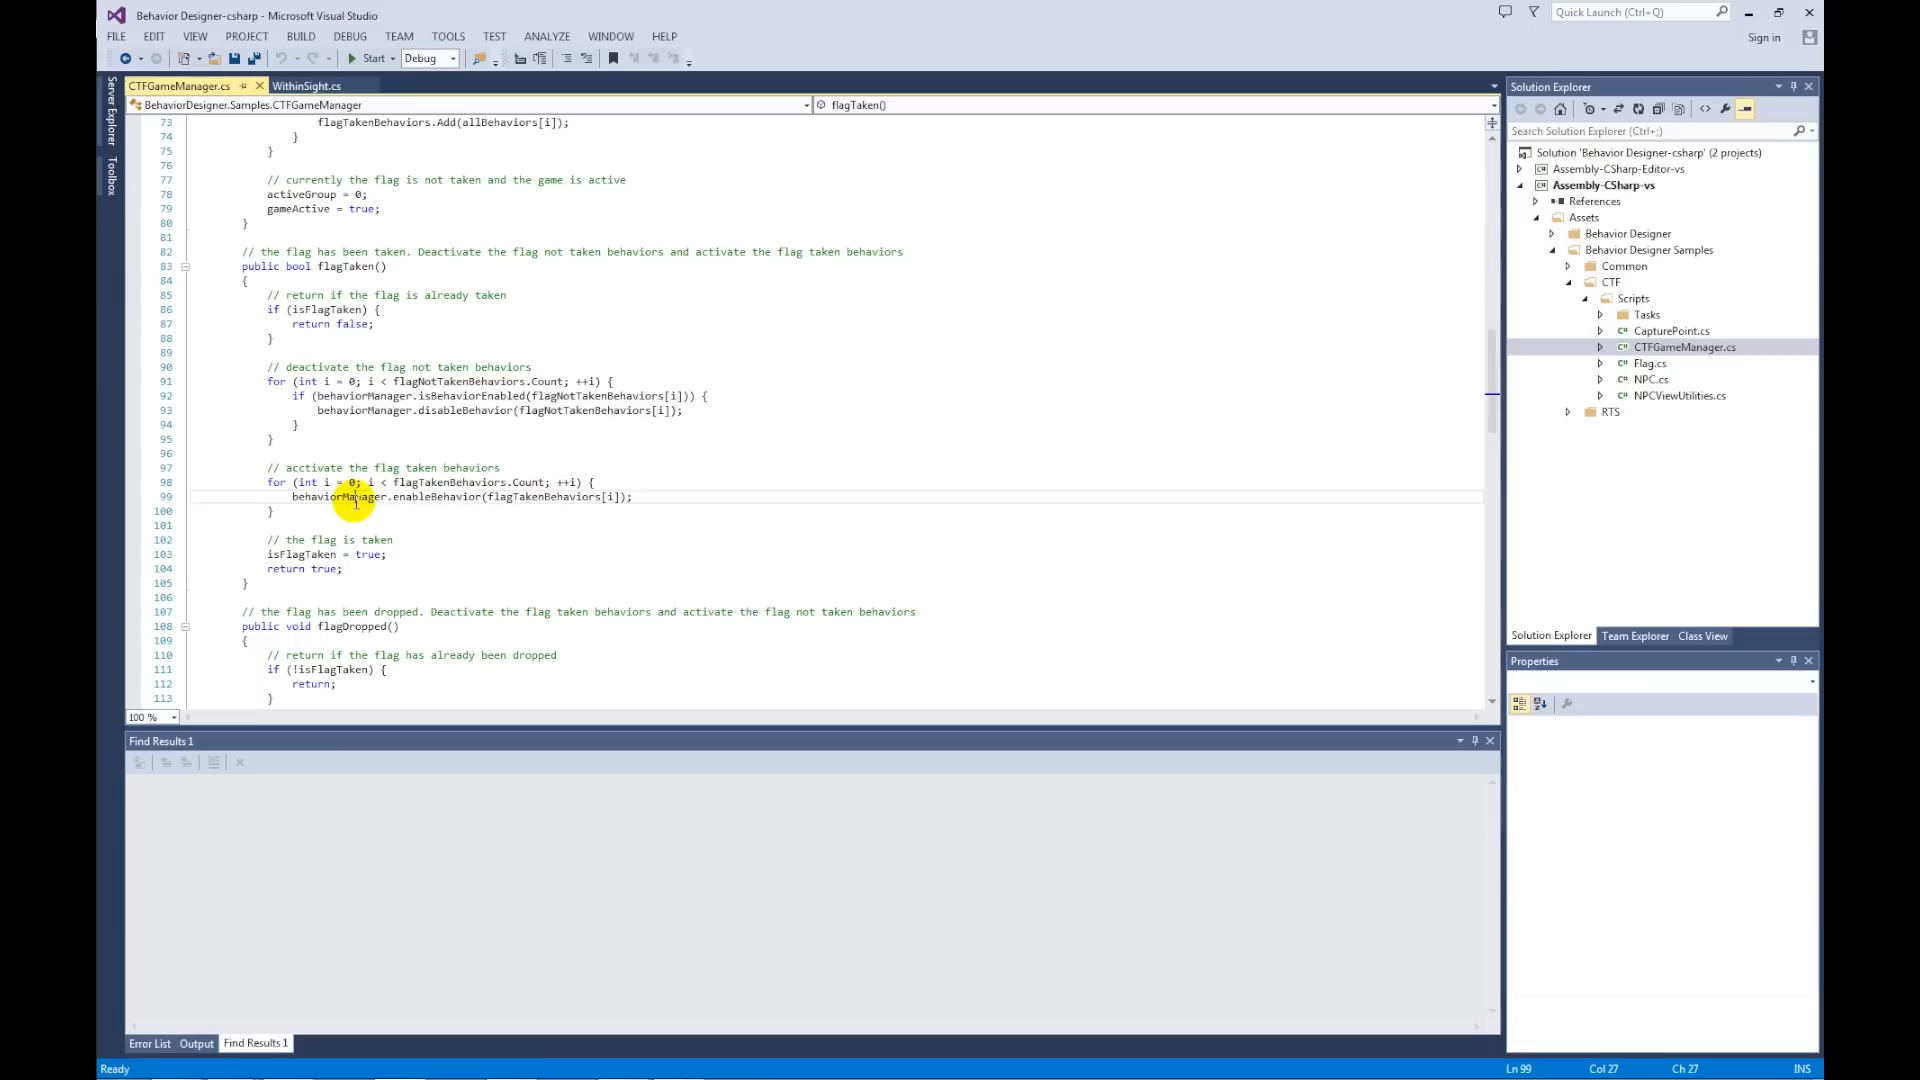 Behavior Designer-csharp - Microsoft Visual Studio
Quick Launch (Ctrl+Q)
FILE EDIT VIEW PROJECT BUILD DEBUG TEAM TOOLS TEST ANALYZE WINDOW HELP
Sign in
Start Debug
Server Explorer
Toolbox
CTFGameManager.cs WithinSight.cs
BehaviorDesigner.Samples.CTFGameManager flagTaken()
73 flagTakenBehaviors.Add(allBehaviors[i]);
74 }
75 }
76
77 // currently the flag is not taken and the game is active
78 activeGroup = 0;
79 gameActive = true;
80 }
81
82 // the flag has been taken. Deactivate the flag not taken behaviors and activate the flag taken behaviors
83 public bool flagTaken()
84 {
85 // return if the flag is already taken
86 if (isFlagTaken) {
87 return false;
88 }
89
90 // deactivate the flag not taken behaviors
91 for (int i = 0; i < flagNotTakenBehaviors.Count; ++i) {
92 if (behaviorManager.isBehaviorEnabled(flagNotTakenBehaviors[i])) {
93 behaviorManager.disableBehavior(flagNotTakenBehaviors[i]);
94 }
95 }
96
97 // acctivate the flag taken behaviors
98 for (int i = 0; i < flagTakenBehaviors.Count; ++i) {
99 behaviorManager.enableBehavior(flagTakenBehaviors[i]);
100 }
101
102 // the flag is taken
103 isFlagTaken = true;
104 return true;
105 }
106
107 // the flag has been dropped. Deactivate the flag taken behaviors and activate the flag not taken behaviors
108 public void flagDropped()
109 {
110 // return if the flag has already been dropped
111 if (!isFlagTaken) {
112 return;
113 }
100 %
Find Results 1
Error List Output Find Results 1
Solution Explorer
Search Solution Explorer (Ctrl+;)
Solution 'Behavior Designer-csharp' (2 projects)
Assembly-CSharp-Editor-vs
Assembly-CSharp-vs
References
Assets
Behavior Designer
Behavior Designer Samples
Common
CTF
Scripts
Tasks
C# CapturePoint.cs
C# CTFGameManager.cs
C# Flag.cs
C# NPC.cs
C# NPCViewUtilities.cs
RTS
Solution Explorer Team Explorer Class View
Properties
Ready Ln 99 Col 27 Ch 27 INS